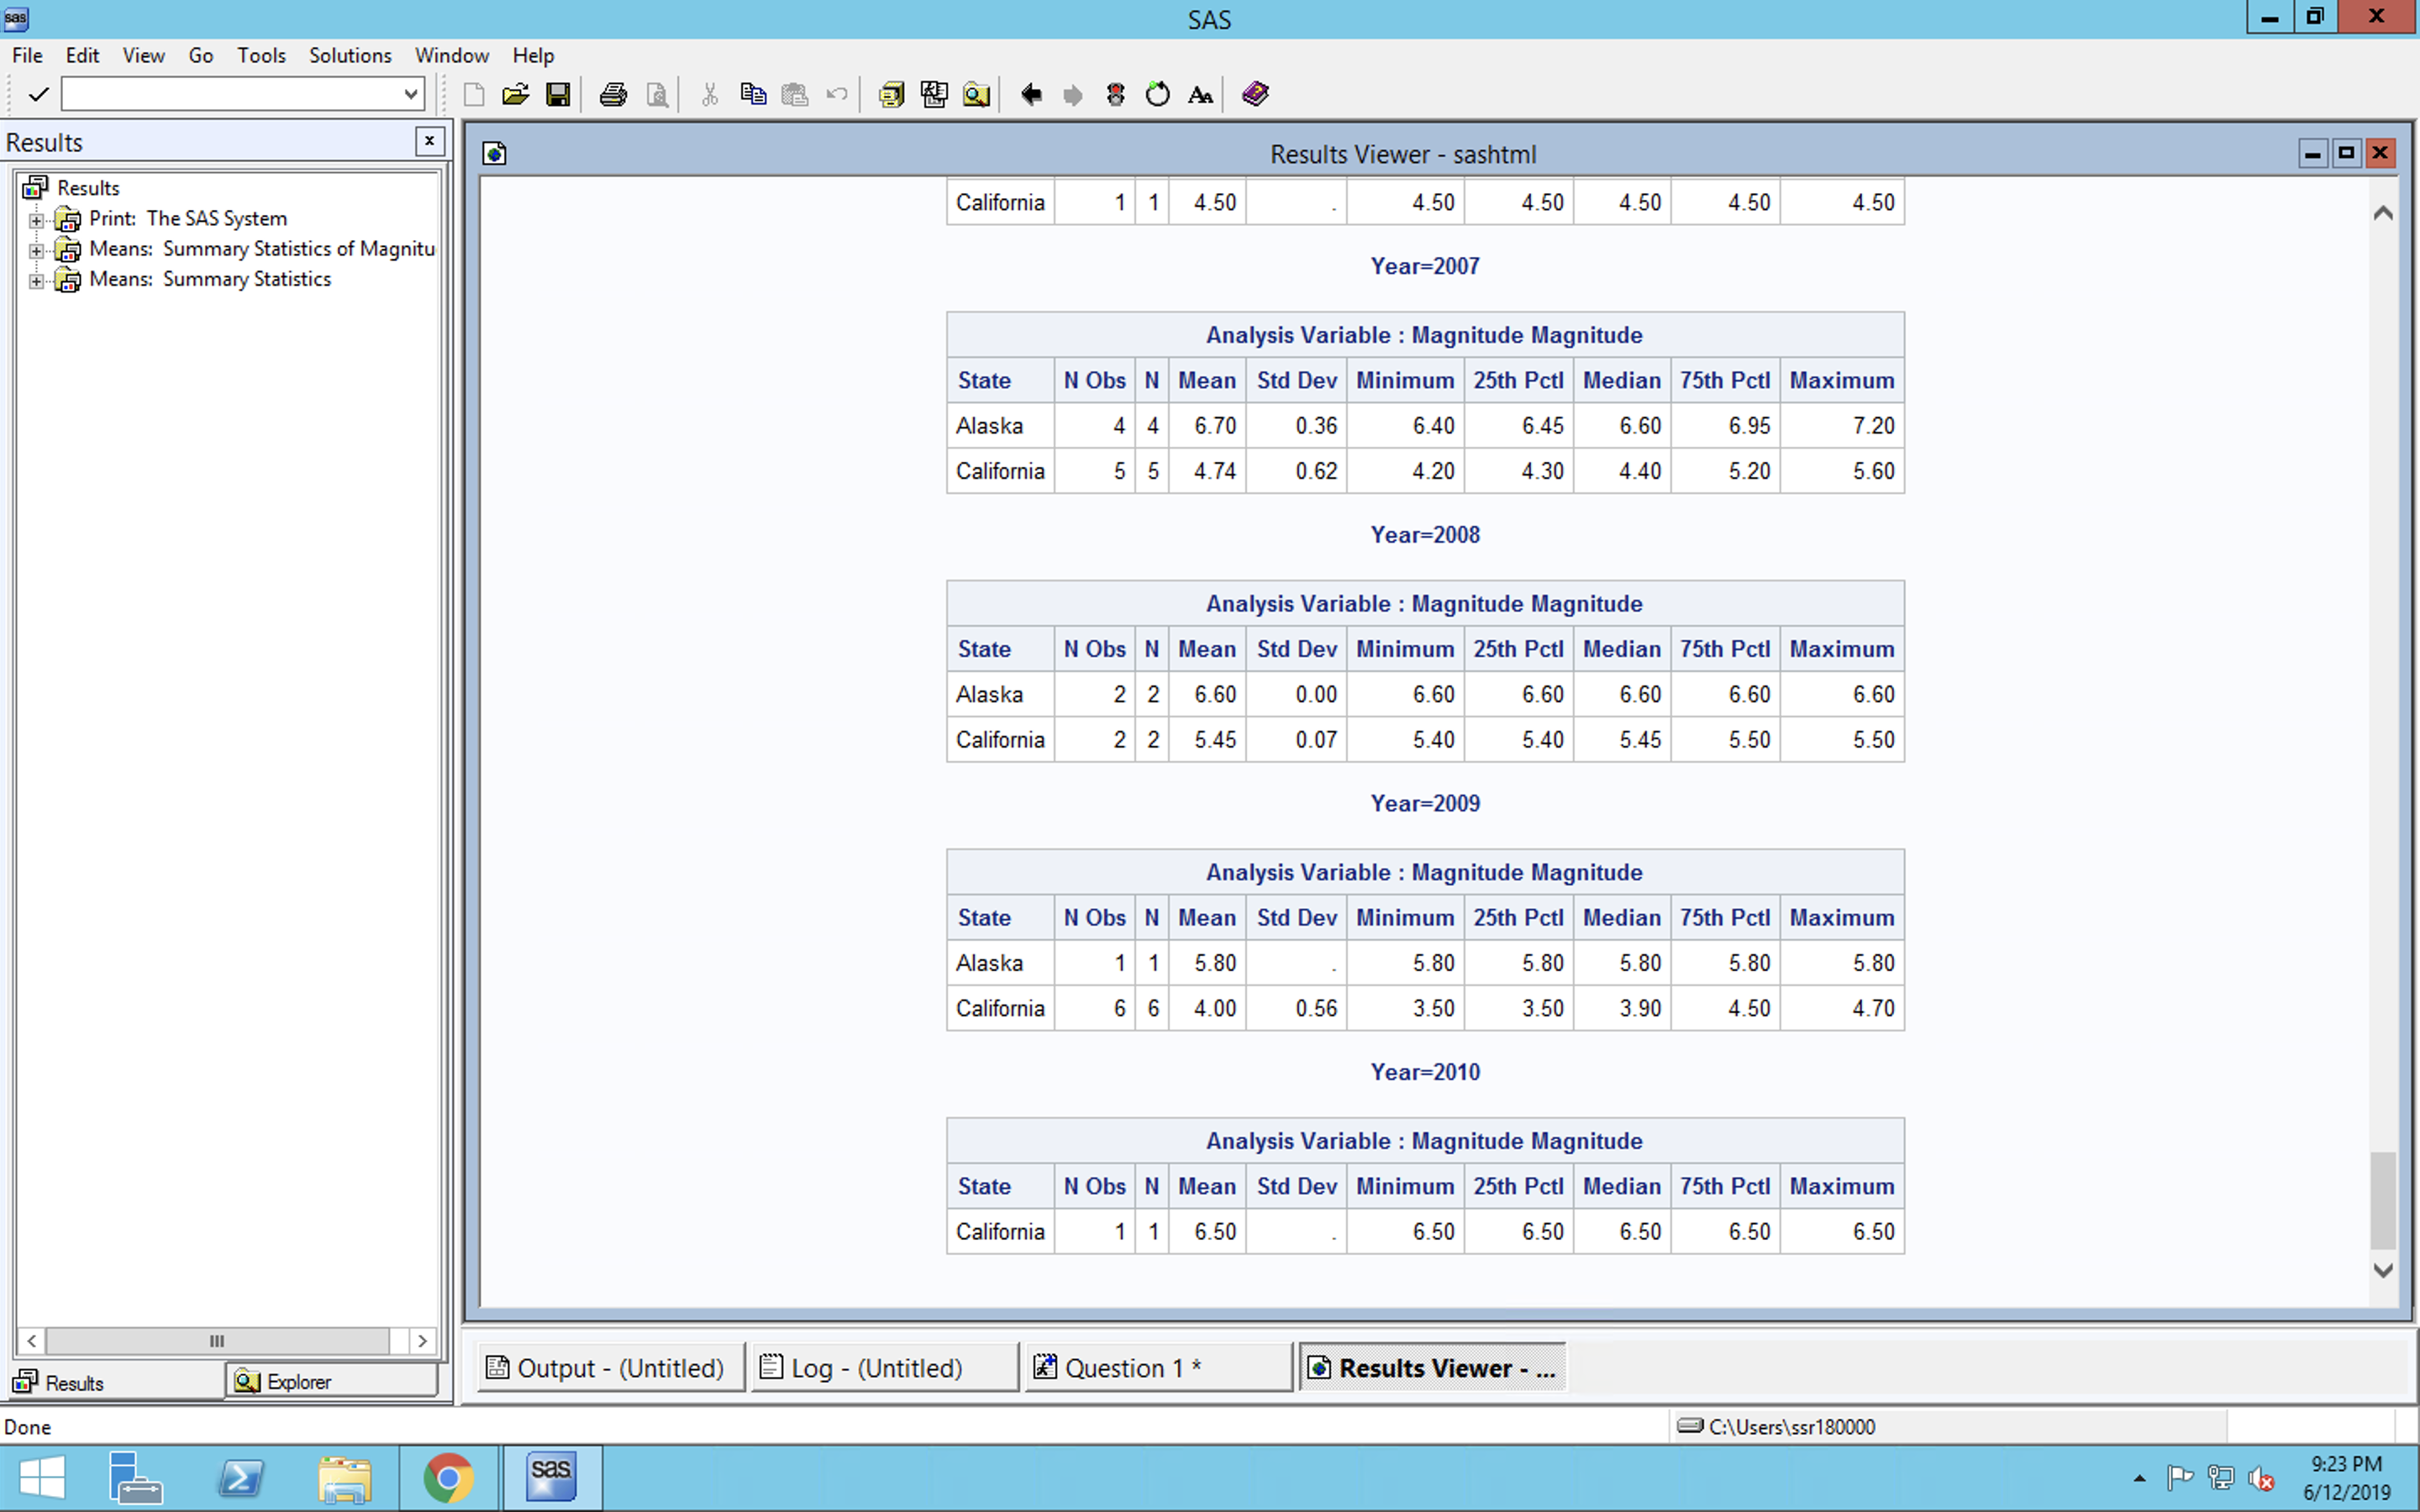 sas SAS
File Edit View Go Tools Solutions Window Help
Results
Results
Print: The SAS System
Means: Summary Statistics of Magnitu
Means: Summary Statistics
Results Viewer - sashtml
California 1 1 4.50 . 4.50 4.50 4.50 4.50 4.50
Year=2007
Analysis Variable : Magnitude Magnitude
State N Obs N Mean Std Dev Minimum 25th Pctl Median 75th Pctl Maximum
Alaska 4 4 6.70 0.36 6.40 6.45 6.60 6.95 7.20
California 5 5 4.74 0.62 4.20 4.30 4.40 5.20 5.60
Year=2008
Analysis Variable : Magnitude Magnitude
State N Obs N Mean Std Dev Minimum 25th Pctl Median 75th Pctl Maximum
Alaska 2 2 6.60 0.00 6.60 6.60 6.60 6.60 6.60
California 2 2 5.45 0.07 5.40 5.40 5.45 5.50 5.50
Year=2009
Analysis Variable : Magnitude Magnitude
State N Obs N Mean Std Dev Minimum 25th Pctl Median 75th Pctl Maximum
Alaska 1 1 5.80 . 5.80 5.80 5.80 5.80 5.80
California 6 6 4.00 0.56 3.50 3.50 3.90 4.50 4.70
Year=2010
Analysis Variable : Magnitude Magnitude
State N Obs N Mean Std Dev Minimum 25th Pctl Median 75th Pctl Maximum
California 1 1 6.50 . 6.50 6.50 6.50 6.50 6.50
Results Explorer
Output - (Untitled) Log - (Untitled) Question 1 * Results Viewer - ...
Done C:\Users\ssr180000
sas
9:23 PM
6/12/2019